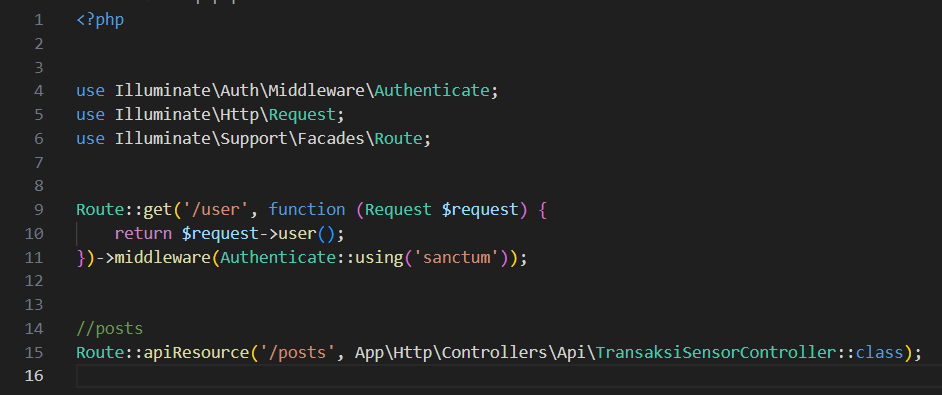 1 <?php
2
3
4 use Illuminate\Auth\Middleware\Authenticate;
5 use Illuminate\Http\Request;
6 use Illuminate\Support\Facades\Route;
7
8
9 Route::get('/user', function (Request $request) {
10     return $request->user();
11 })->middleware(Authenticate::using('sanctum'));
12
13
14 //posts
15 Route::apiResource('/posts', App\Http\Controllers\Api\TransaksiSensorController::class);
16